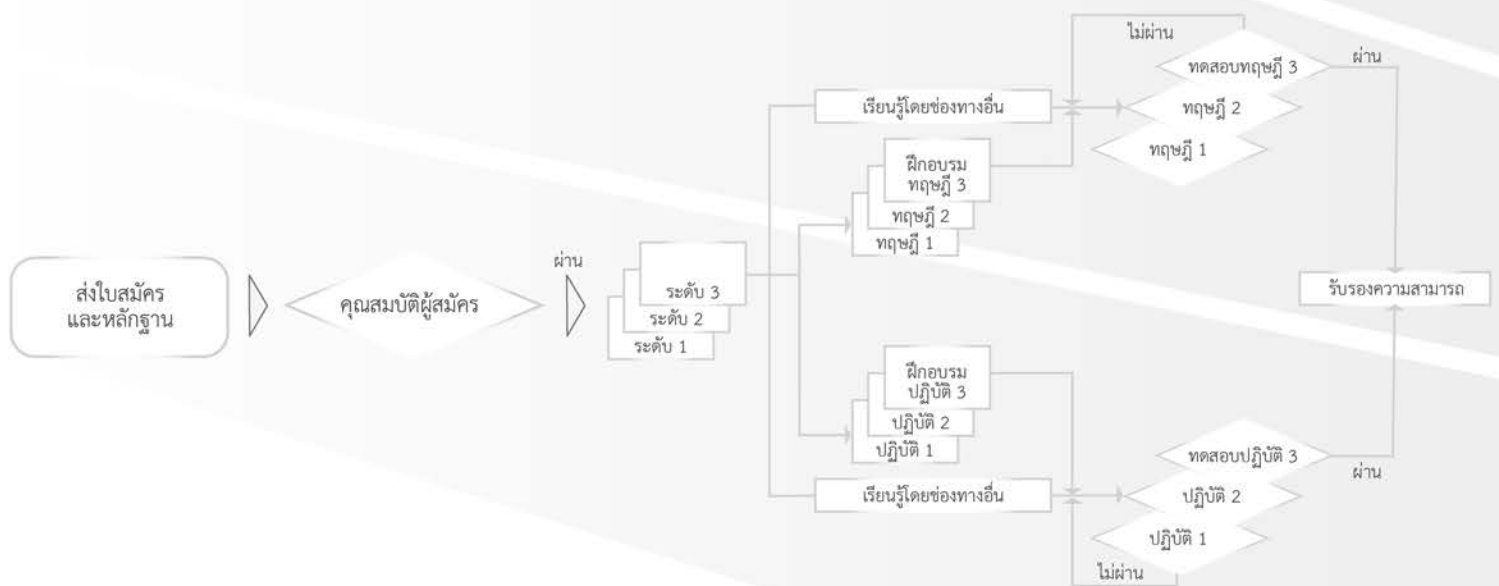 ส่งใบสมัคร
และหลักฐาน
คุณสมบัติผู้สมัคร
ผ่าน
ระดับ 3
ระดับ 2
ระดับ 1
เรียนรู้โดยช่องทางอื่น
ฝึกอบรม
ทฤษฎี 3
ทฤษฎี 2
ทฤษฎี 1
ไม่ผ่าน
ทดสอบทฤษฎี 3
ทฤษฎี 2
ทฤษฎี 1
ผ่าน
รับรองความสามารถ
ฝึกอบรม
ปฏิบัติ 3
ปฏิบัติ 2
ปฏิบัติ 1
เรียนรู้โดยช่องทางอื่น
ทดสอบปฏิบัติ 3
ปฏิบัติ 2
ปฏิบัติ 1
ผ่าน
ไม่ผ่าน